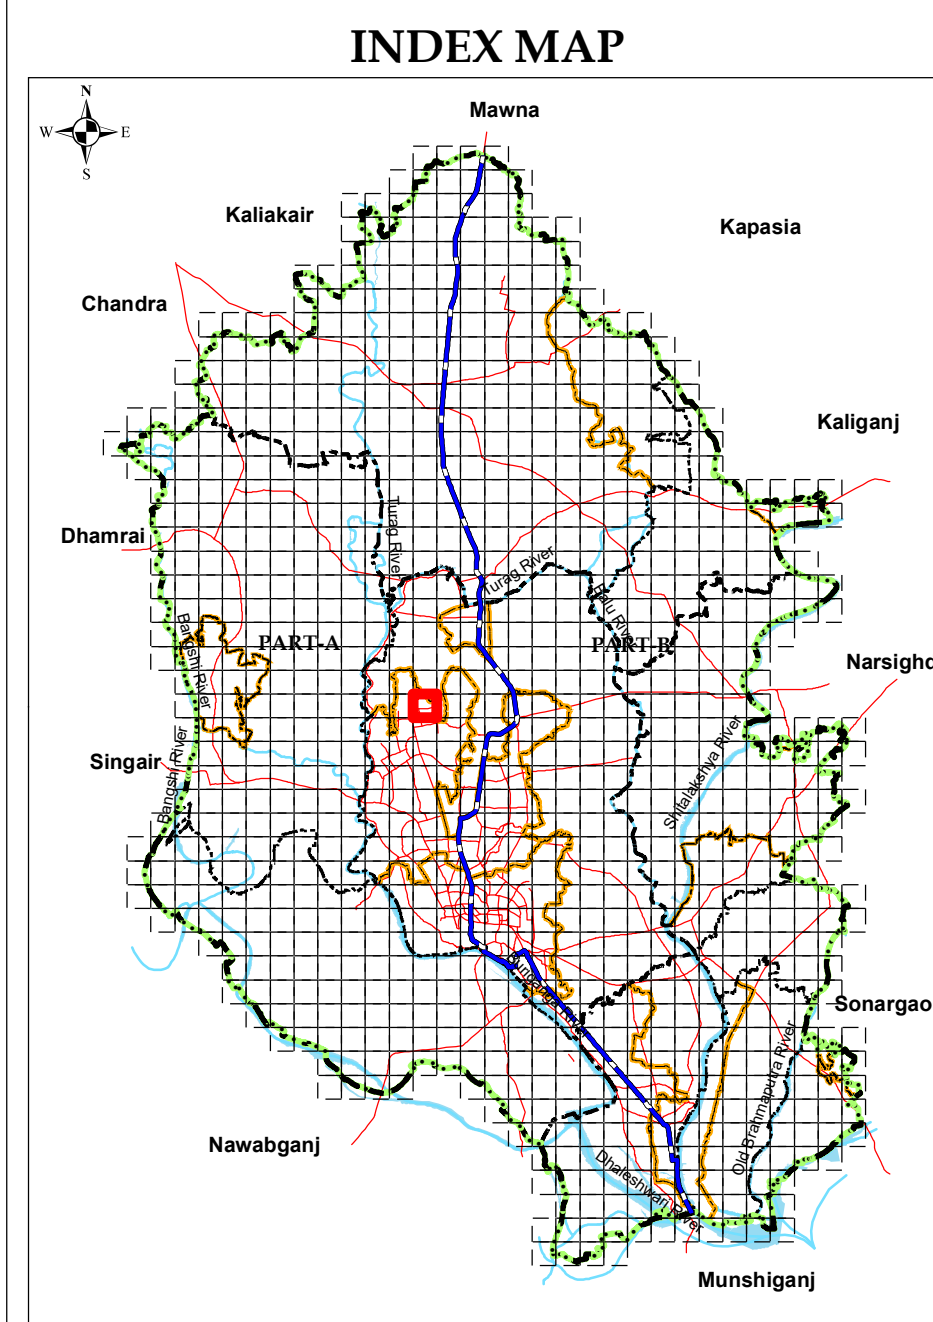 INDEX MAP
N
W E
S
Mawna
Kaliakair
Kapasia
Chandra
Kaliganj
Dhamrai
Turag River
Turag River
Balu River
Bangshi River
PART-A
PART-B
Narsighd
Singair
Bangshi River
Shitalakshya River
Buriganga River
Sonargao
Old Brahmaputra River
Nawabganj
Dhaleshwari River
Munshiganj